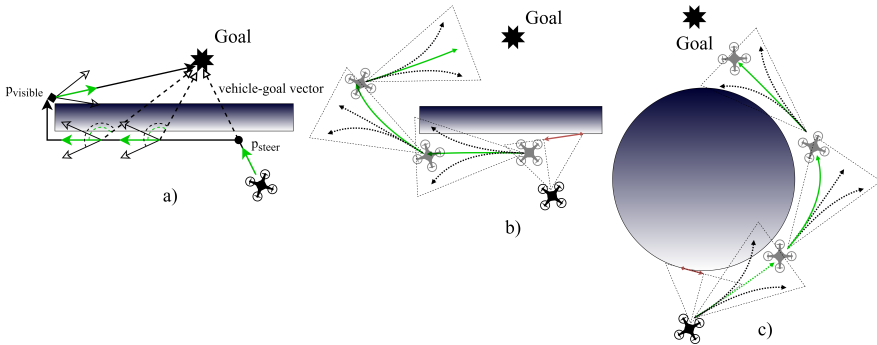 Goal
vehicle-goal vector
pvisible
psteer
a)
Goal
b)
Goal
c)